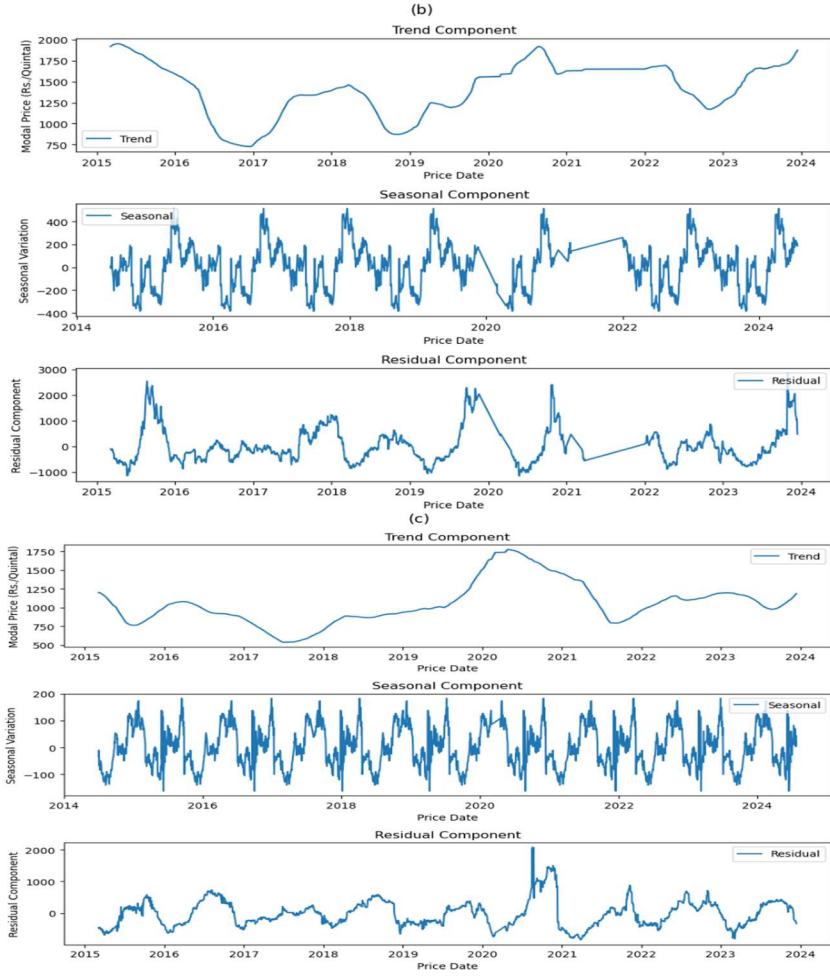 (b)
Trend Component
Modal Price (Rs./Quintal)
2000
1750
1500
1250
1000
750
Trend
2015 2016 2017 2018 2019 2020 2021 2022 2023 2024
Price Date
Seasonal Component
Seasonal Variation
400
200
0
−200
−400
Seasonal
2014 2016 2018 2020 2022 2024
Price Date
Residual Component
Residual Component
3000
2000
1000
0
−1000
Residual
2015 2016 2017 2018 2019 2020 2021 2022 2023 2024
Price Date
(c)
Trend Component
Modal Price (Rs./Quintal)
1750
1500
1250
1000
750
500
Trend
2015 2016 2017 2018 2019 2020 2021 2022 2023 2024
Price Date
Seasonal Component
Seasonal Variation
200
100
0
−100
Seasonal
2014 2016 2018 2020 2022 2024
Price Date
Residual Component
Residual Component
2000
1000
0
Residual
2015 2016 2017 2018 2019 2020 2021 2022 2023 2024
Price Date